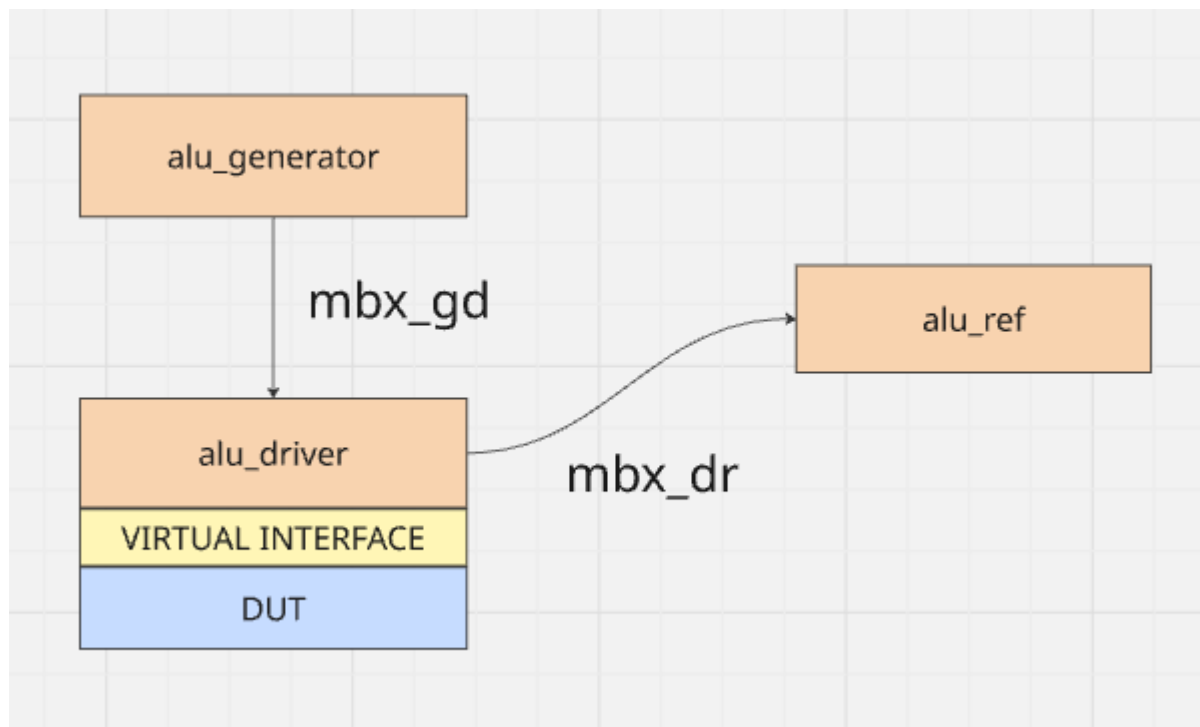 alu_generator
mbx_gd
alu_ref
alu_driver
mbx_dr
VIRTUAL INTERFACE
DUT